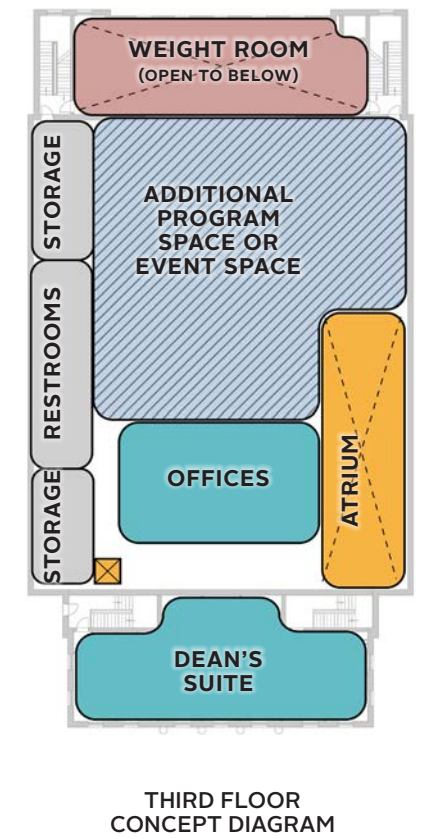 WEIGHT ROOM
(OPEN TO BELOW)
STORAGE
ADDITIONAL
PROGRAM
SPACE OR
EVENT SPACE
RESTROOMS
ATRIUM
OFFICES
STORAGE
DEAN'S
SUITE
THIRD FLOOR
CONCEPT DIAGRAM